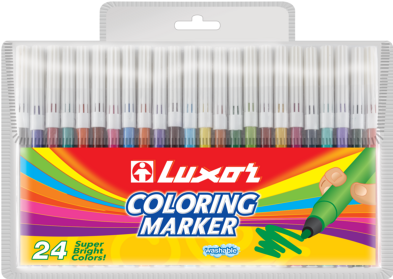 Luxor
COLORING
MARKER
24 Super
Bright
Colors!
washable